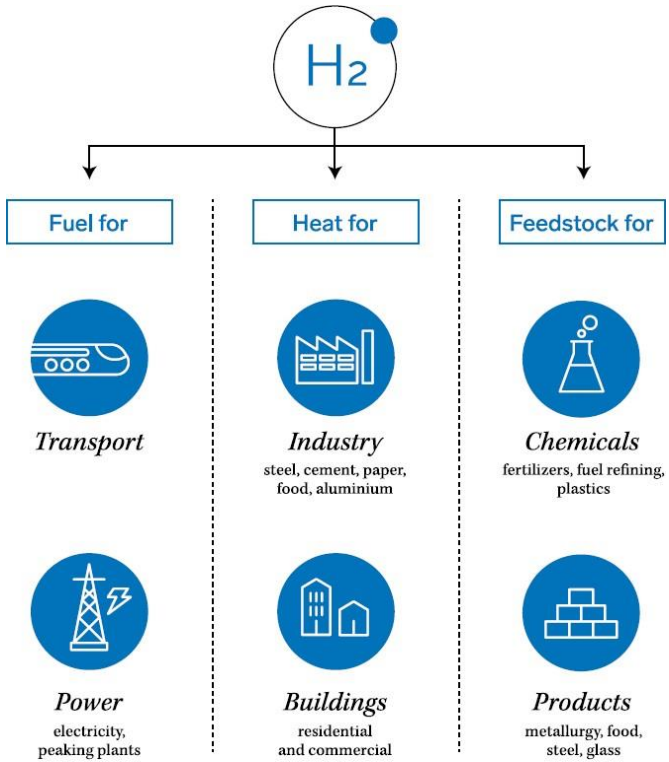 H2
Fuel for
Heat for
Feedstock for
Transport
Industry
steel, cement, paper,
food, aluminium
Chemicals
fertilizers, fuel refining,
plastics
Power
electricity,
peaking plants
Buildings
residential
and commercial
Products
metallurgy, food,
steel, glass